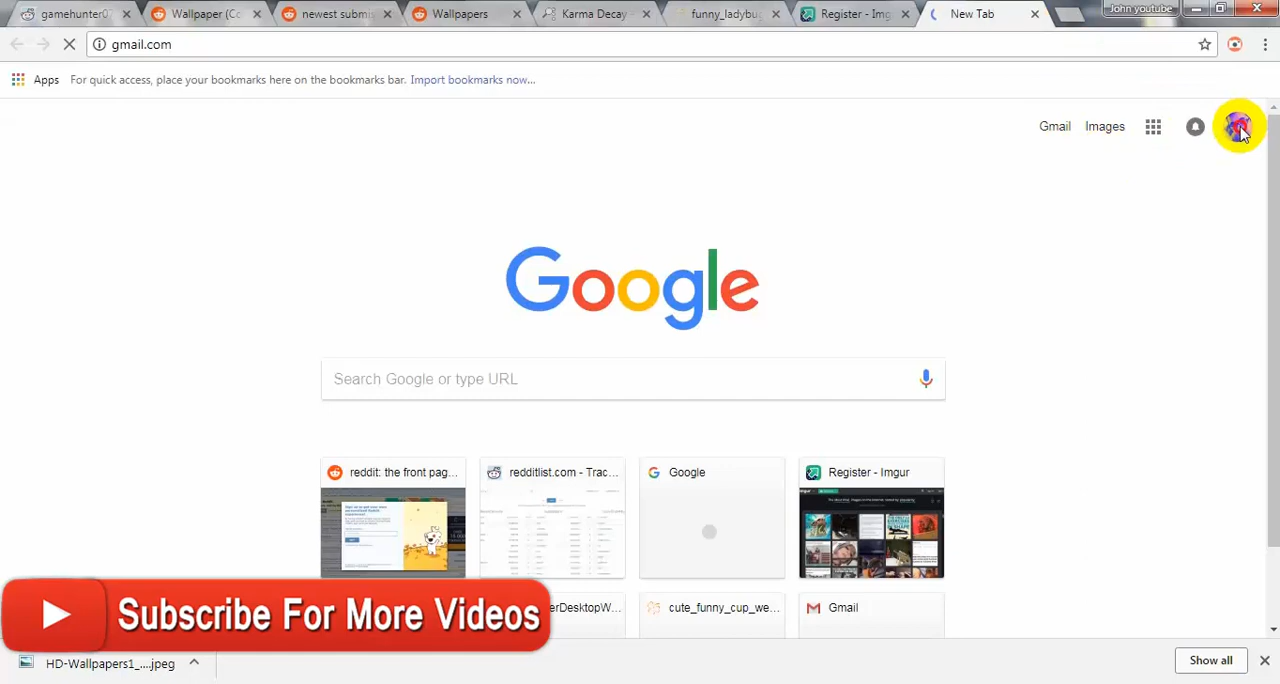 gamehunter0
Wallpaper (Co
newest submis
Wallpapers
Karma Decay -
funny_ladybug
Register - Img
New Tab
John youtube
gmail.com
Apps
For quick access, place your bookmarks here on the bookmarks bar. Import bookmarks now...
Gmail
Images
Google
Search Google or type URL
reddit: the front pag...
redditlist.com - Trac...
Google
Register - Imgur
erDesktopW...
cute_funny_cup_we...
Gmail
Subscribe For More Videos
HD-Wallpapers1_....jpeg
Show all